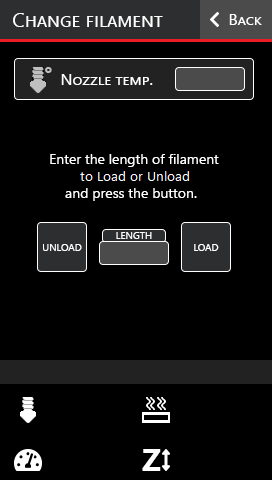 Change filament
Back
Nozzle temp.
Enter the length of filament
to Load or Unload
and press the button.
UNLOAD
LENGTH
LOAD
Z